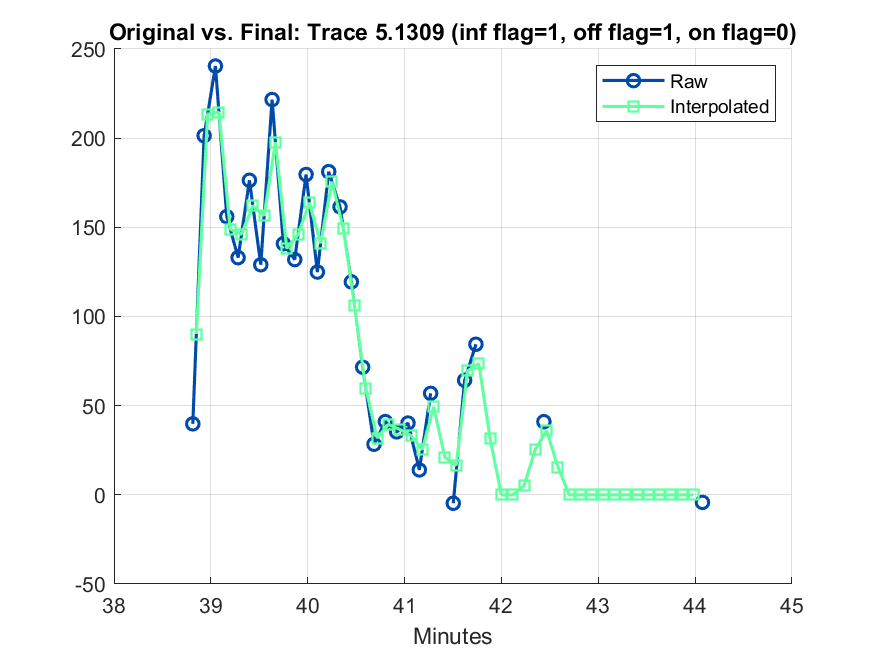 Original vs. Final: Trace 5.1309 (inf flag=1, off flag=1, on flag=0)
250
200
150
100
50
0
-50
Raw
Interpolated
38 39 40 41 42 43 44 45
Minutes